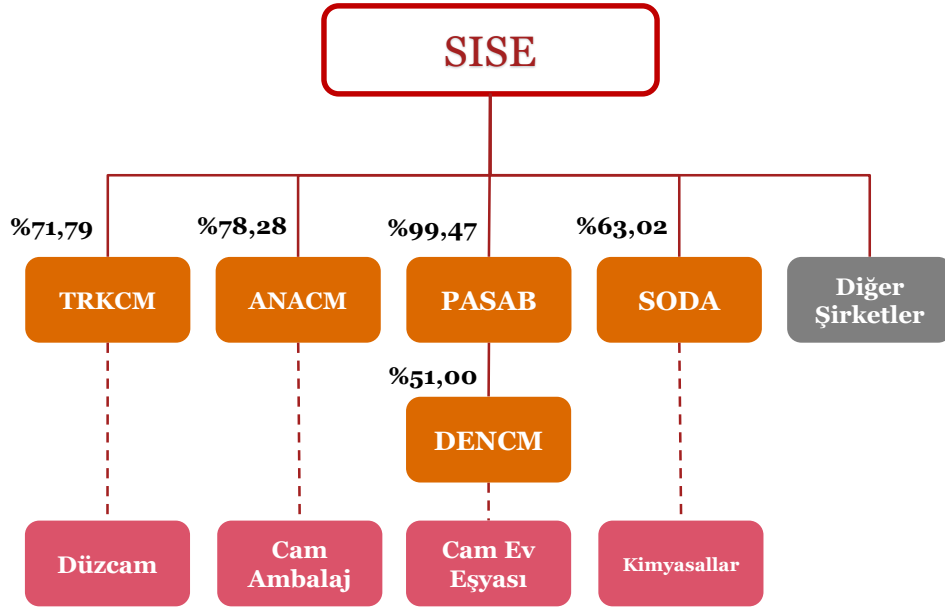 SISE
%71,79
%78,28
%99,47
%63,02
TRKCM
ANACM
PASAB
SODA
Diğer
Şirketler
%51,00
DENCM
Düzcam
Cam
Ambalaj
Cam Ev
Eşyası
Kimyasallar